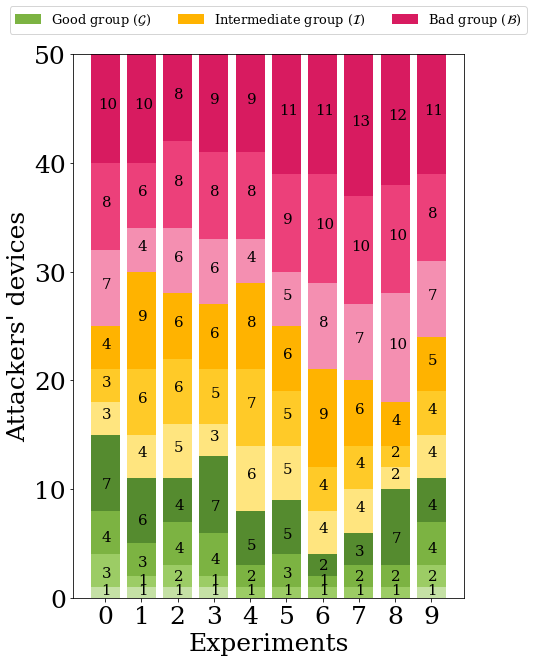 Good group (𝒢)
Intermediate group (ℐ)
Bad group (ℬ)
Attackers' devices
50
40
30
20
10
0
10 10 8 9 9 11 11 13 12 11
8 6 8 8 8 9 10 10 10 8
7 4 6 6 4 5 8 7 10 7
4 9 6 6 8 6 9 6 4 5
3 6 6 5 7 5 4 4 2 4
3 4 5 3 6 5 4 4 2 4
7 6 4 7 5 5 2 3 7 4
4 3 4 4 2 3 1 2 2 4
3 1 2 1 1 1 1 1 1 2
1 1 1 1 1
0 1 2 3 4 5 6 7 8 9
Experiments